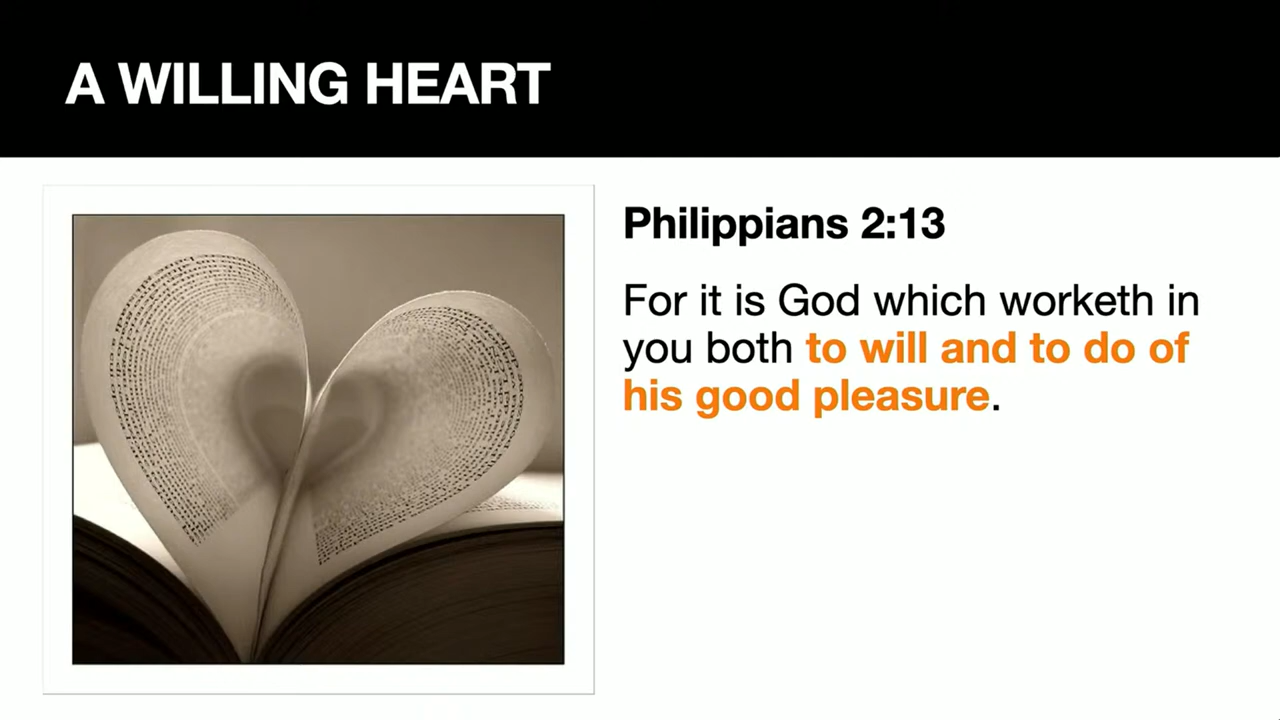 A WILLING HEART
Philippians 2:13
For it is God which worketh in
you both to will and to do of
his good pleasure.